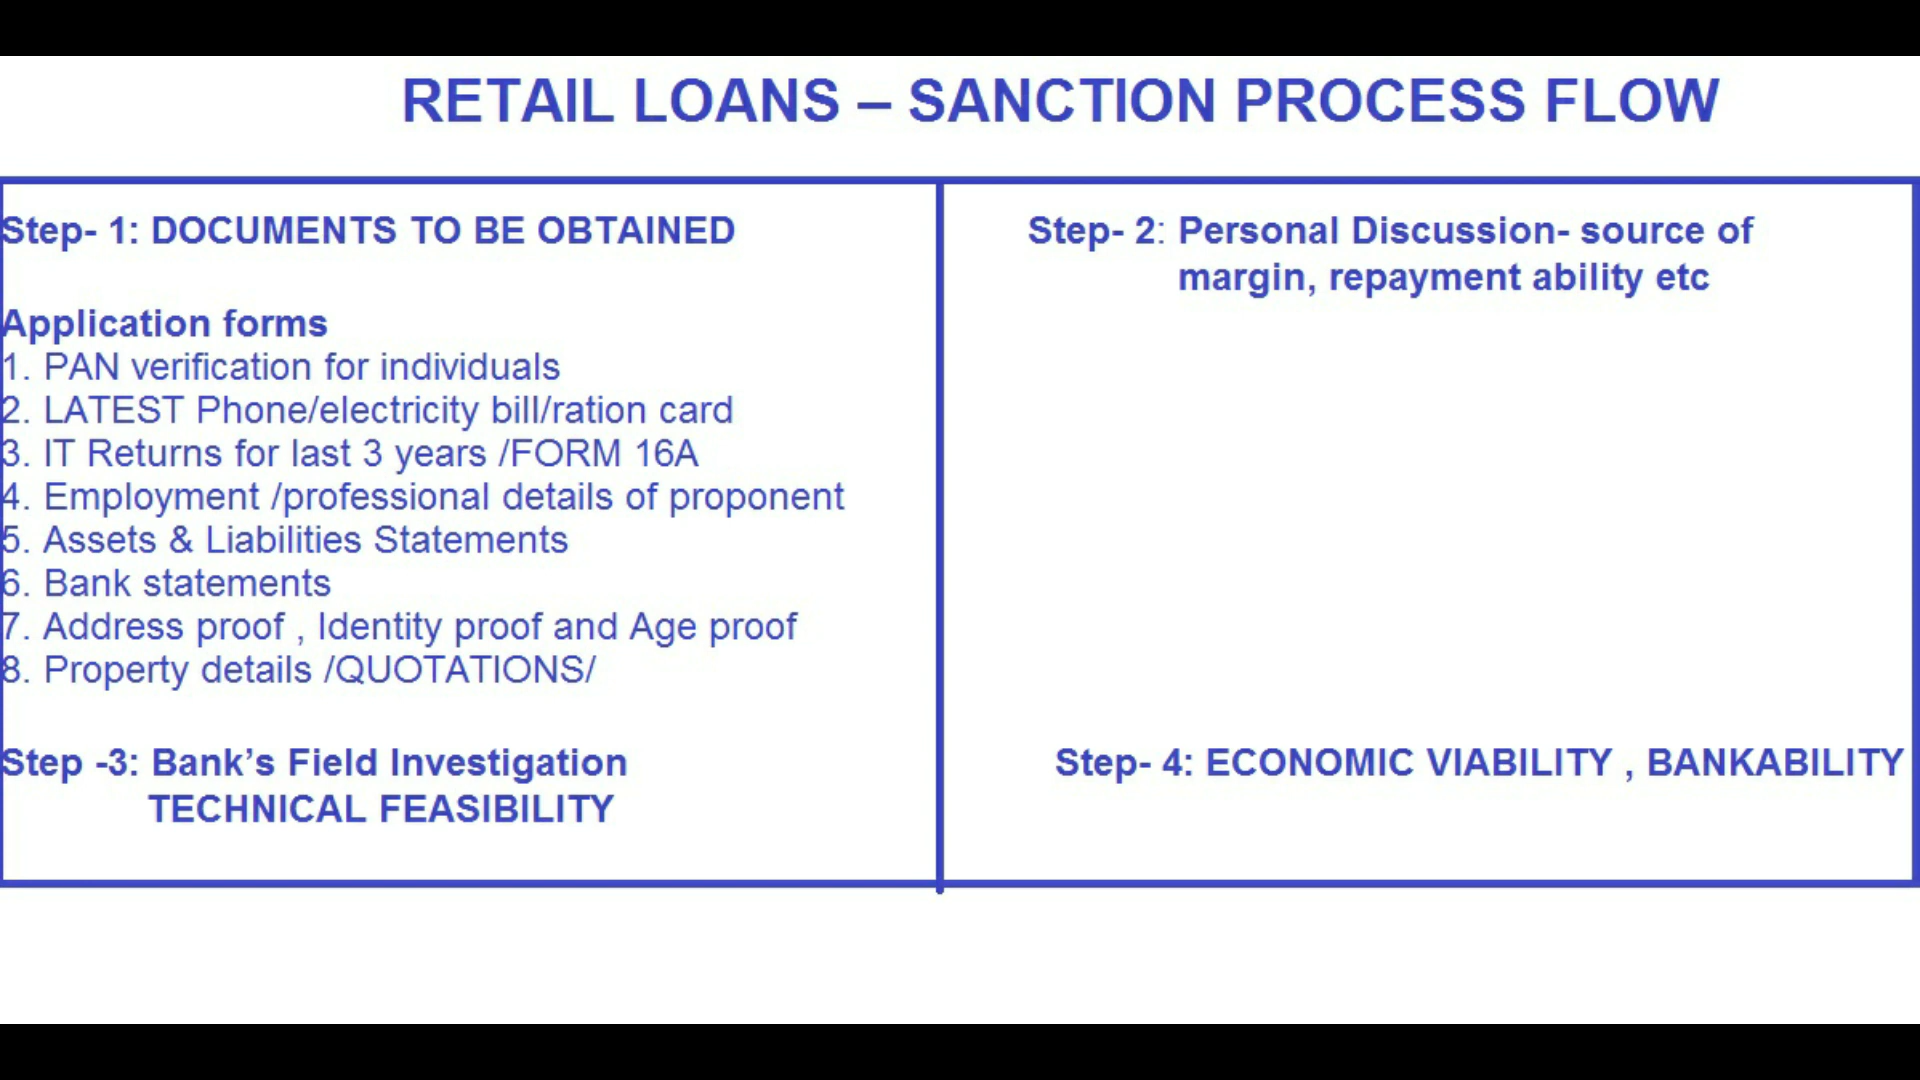 RETAIL LOANS – SANCTION PROCESS FLOW
Step- 1: DOCUMENTS TO BE OBTAINED
Application forms
1. PAN verification for individuals
2. LATEST Phone/electricity bill/ration card
3. IT Returns for last 3 years /FORM 16A
4. Employment /professional details of proponent
5. Assets & Liabilities Statements
6. Bank statements
7. Address proof , Identity proof and Age proof
8. Property details /QUOTATIONS/
Step- 2: Personal Discussion- source of
margin, repayment ability etc
Step -3: Bank’s Field Investigation
TECHNICAL FEASIBILITY
Step- 4: ECONOMIC VIABILITY , BANKABILITY